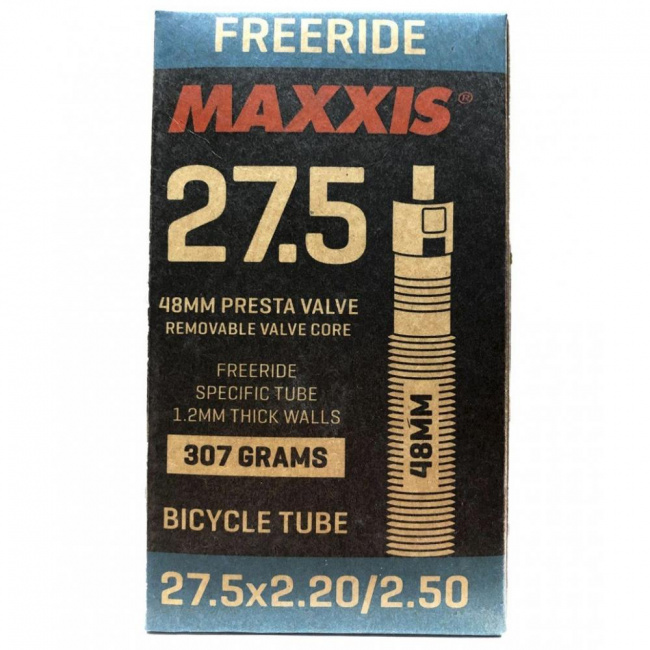 FREERIDE
MAXXIS®
27.5
48MM PRESTA VALVE
REMOVABLE VALVE CORE
FREERIDE
SPECIFIC TUBE
1.2MM THICK WALLS
307 GRAMS
48MM
BICYCLE TUBE
27.5x2.20/2.50